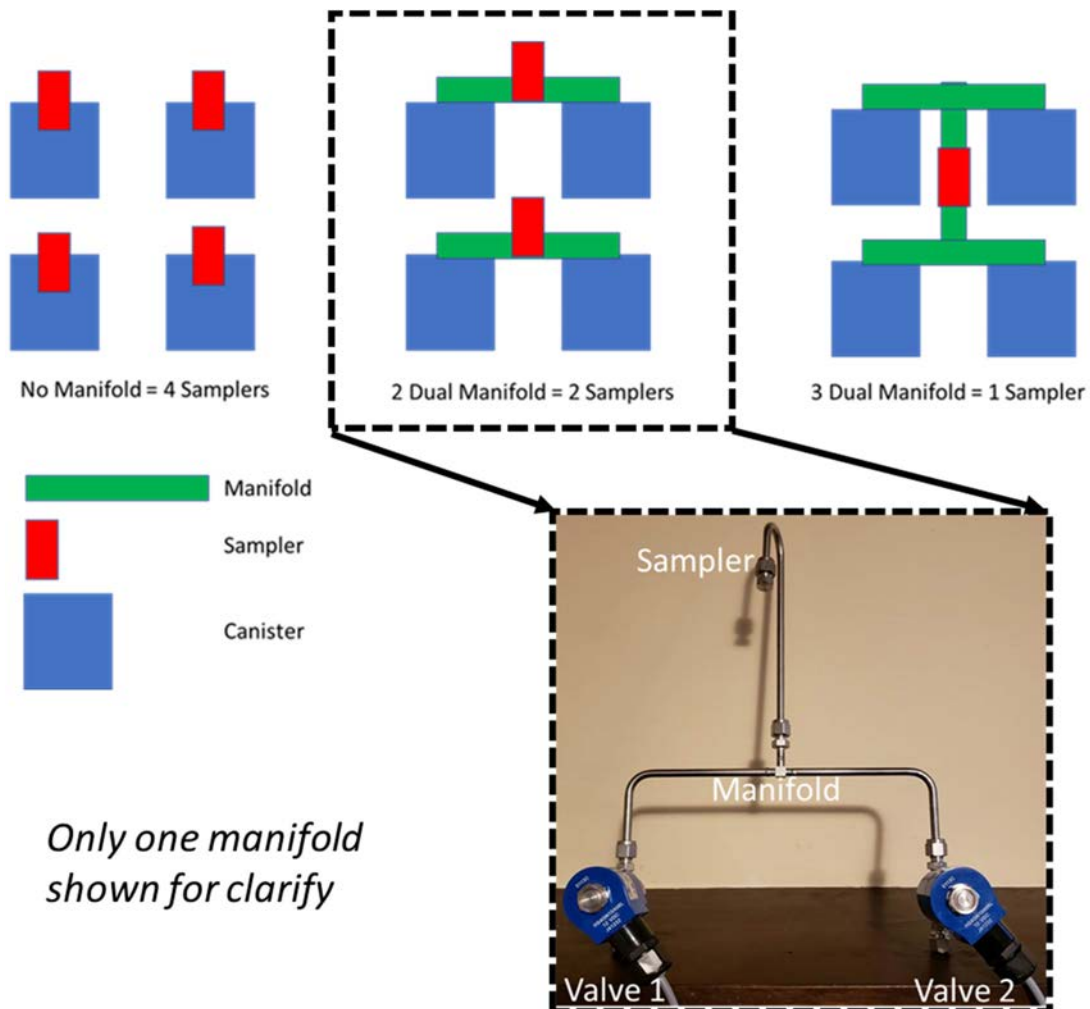 No Manifold = 4 Samplers
2 Dual Manifold = 2 Samplers
3 Dual Manifold = 1 Sampler
Manifold
Sampler
Canister
Only one manifold
shown for clarify
Sampler
Manifold
Valve 1
Valve 2